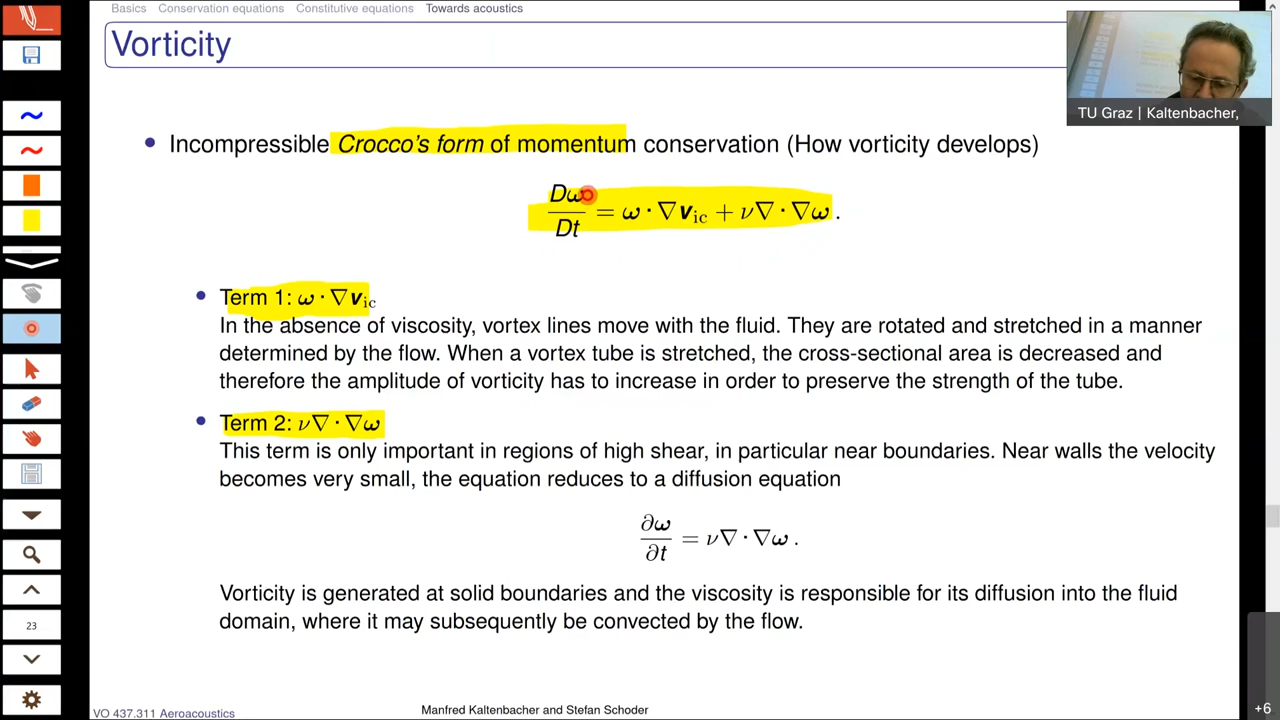 Basics Conservation equations Constitutive equations Towards acoustics
Vorticity
TU Graz | Kaltenbacher,
• Incompressible Crocco's form of momentum conservation (How vorticity develops)
Dω/Dt = ω · ∇v_ic + ν∇ · ∇ω .
• Term 1: ω · ∇v_ic
In the absence of viscosity, vortex lines move with the fluid. They are rotated and stretched in a manner
determined by the flow. When a vortex tube is stretched, the cross-sectional area is decreased and
therefore the amplitude of vorticity has to increase in order to preserve the strength of the tube.
• Term 2: ν∇ · ∇ω
This term is only important in regions of high shear, in particular near boundaries. Near walls the velocity
becomes very small, the equation reduces to a diffusion equation
∂ω/∂t = ν∇ · ∇ω .
Vorticity is generated at solid boundaries and the viscosity is responsible for its diffusion into the fluid
domain, where it may subsequently be convected by the flow.
23
VO 437.311 Aeroacoustics Manfred Kaltenbacher and Stefan Schoder
+6